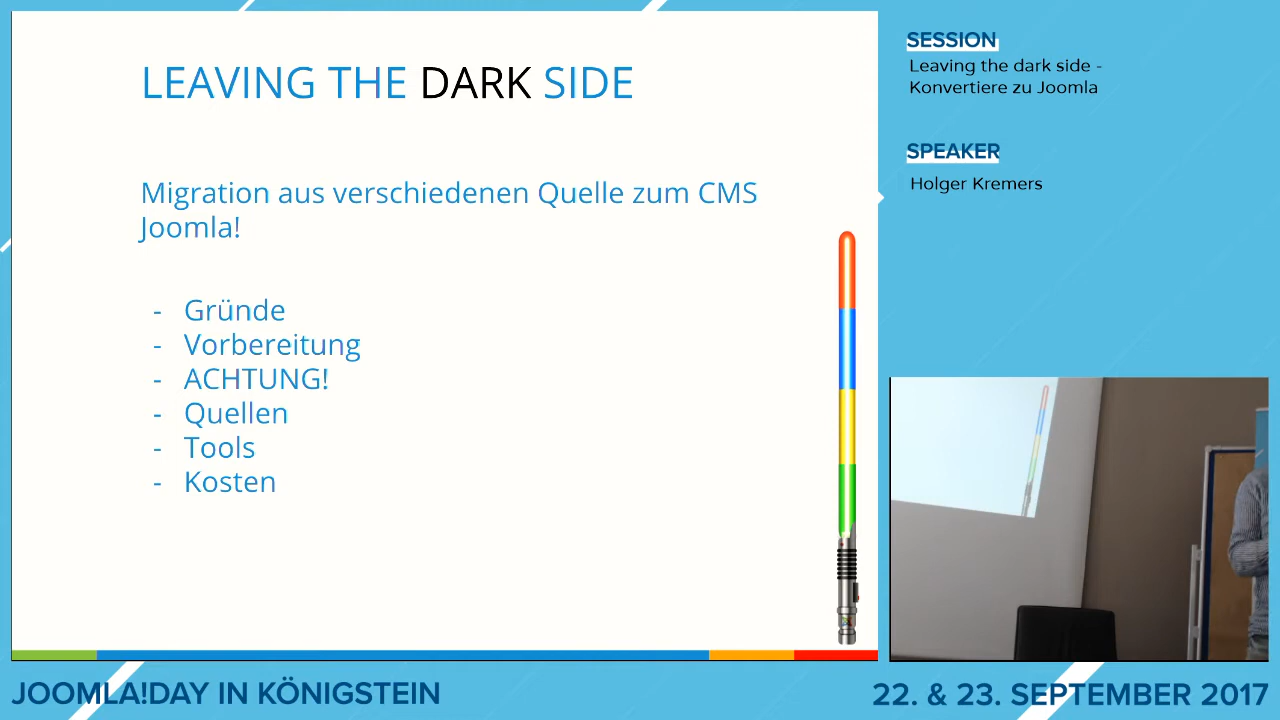 LEAVING THE DARK SIDE
Migration aus verschiedenen Quelle zum CMS
Joomla!
- Gründe
- Vorbereitung
- ACHTUNG!
- Quellen
- Tools
- Kosten
SESSION
Leaving the dark side -
Konvertiere zu Joomla
SPEAKER
Holger Kremers
JOOMLA!DAY IN KÖNIGSTEIN
22. & 23. SEPTEMBER 2017